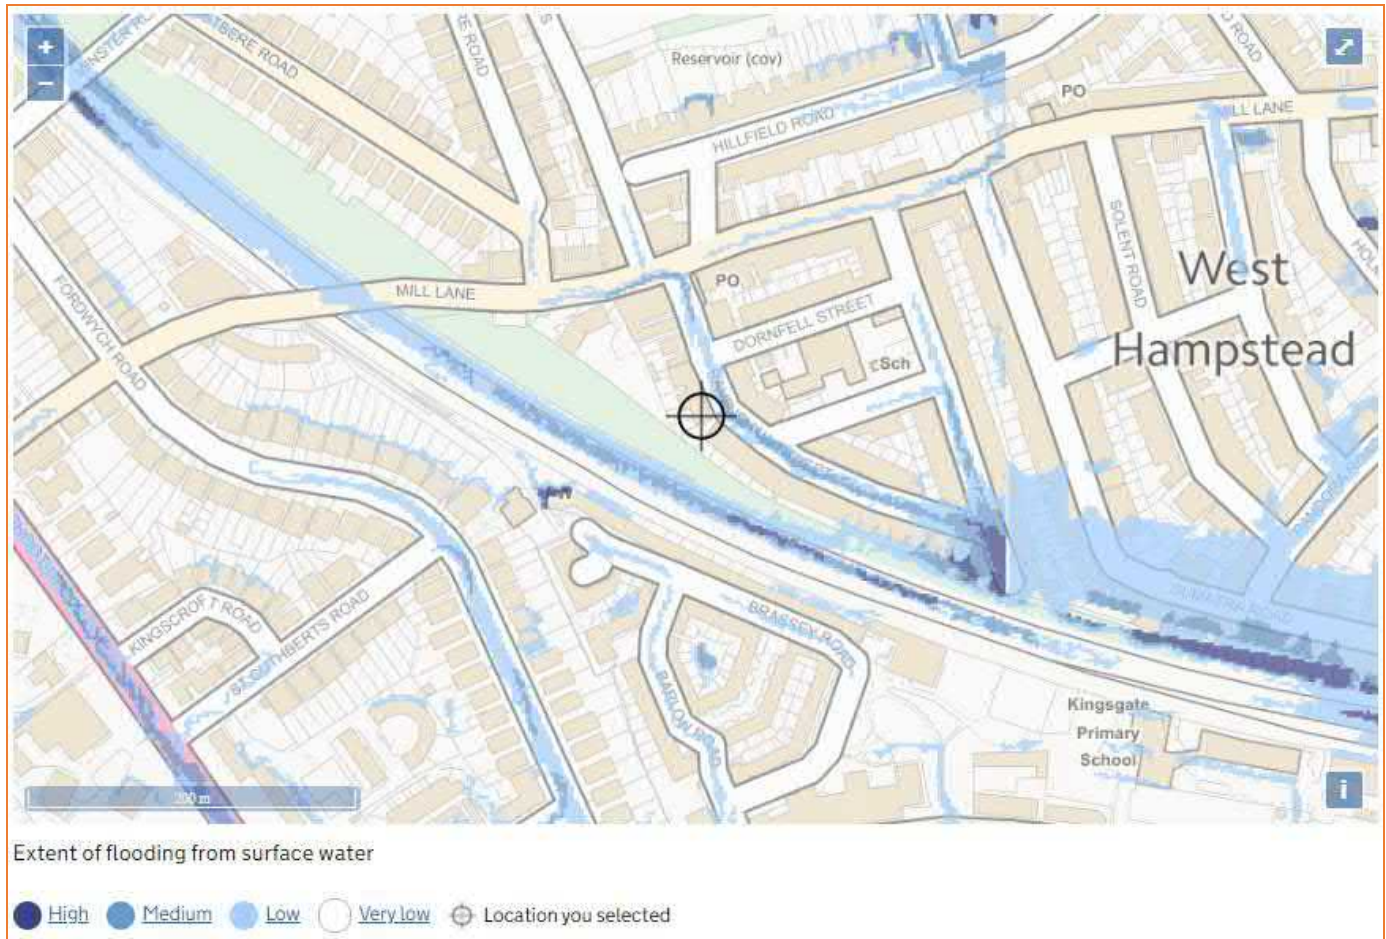 Reservoir (cov)
PO
MILL LANE
HILLFIELD ROAD
SOLENT ROAD
West
Hampstead
MILL LANE
PO
DORNFELL STREET
Sch
FORDWYCH ROAD
KINGSCROFT ROAD
ST CUTHBERTS ROAD
BRASSEY ROAD
BARLOW ROAD
SUMATRA ROAD
Kingsgate
Primary
School
200 m
Extent of flooding from surface water
High Medium Low Very low Location you selected